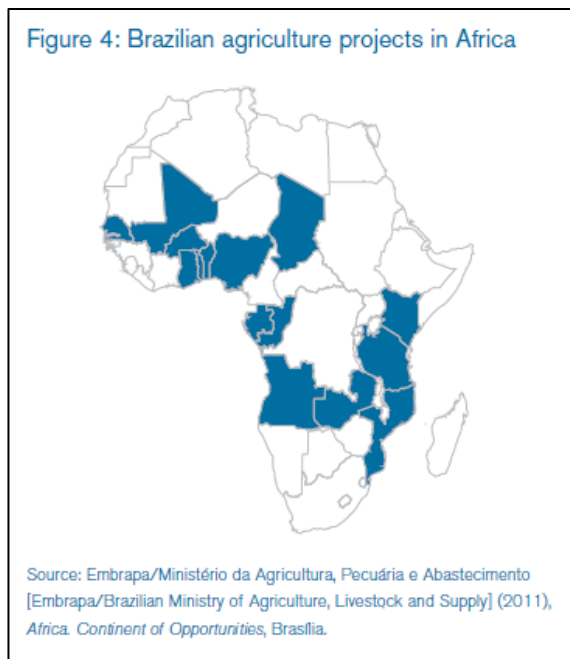 Figure 4: Brazilian agriculture projects in Africa
Source: Embrapa/Ministério da Agricultura, Pecuária e Abastecimento
[Embrapa/Brazilian Ministry of Agriculture, Livestock and Supply] (2011),
Africa. Continent of Opportunities, Brasília.